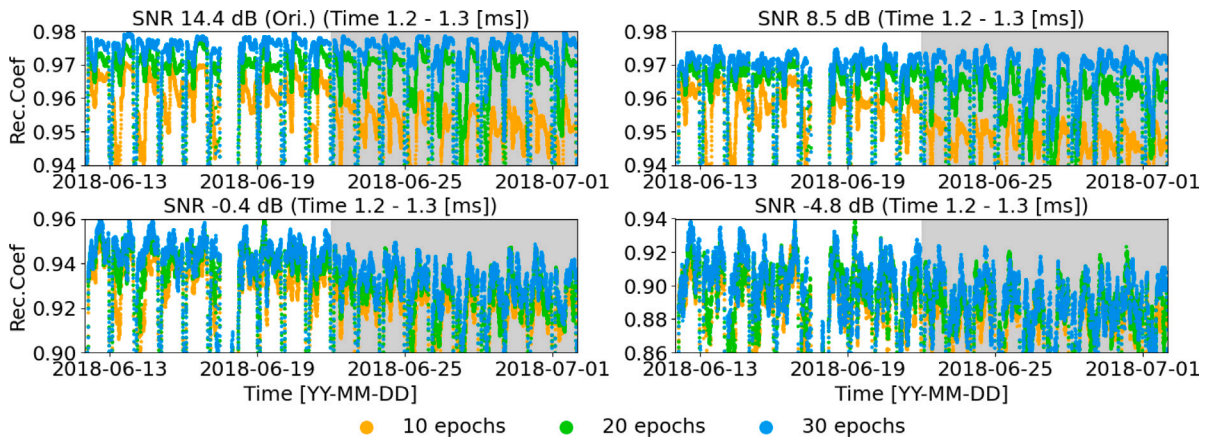 SNR 14.4 dB (Ori.) (Time 1.2 - 1.3 [ms])
0.98
0.97
0.96
0.95
0.94
Rec.Coef
2018-06-13 2018-06-19 2018-06-25 2018-07-01
SNR 8.5 dB (Time 1.2 - 1.3 [ms])
0.98
0.97
0.96
0.95
0.94
2018-06-13 2018-06-19 2018-06-25 2018-07-01
SNR -0.4 dB (Time 1.2 - 1.3 [ms])
0.96
0.94
0.92
0.90
Rec.Coef
2018-06-13 2018-06-19 2018-06-25 2018-07-01
Time [YY-MM-DD]
SNR -4.8 dB (Time 1.2 - 1.3 [ms])
0.94
0.92
0.90
0.88
0.86
2018-06-13 2018-06-19 2018-06-25 2018-07-01
Time [YY-MM-DD]
10 epochs 20 epochs 30 epochs